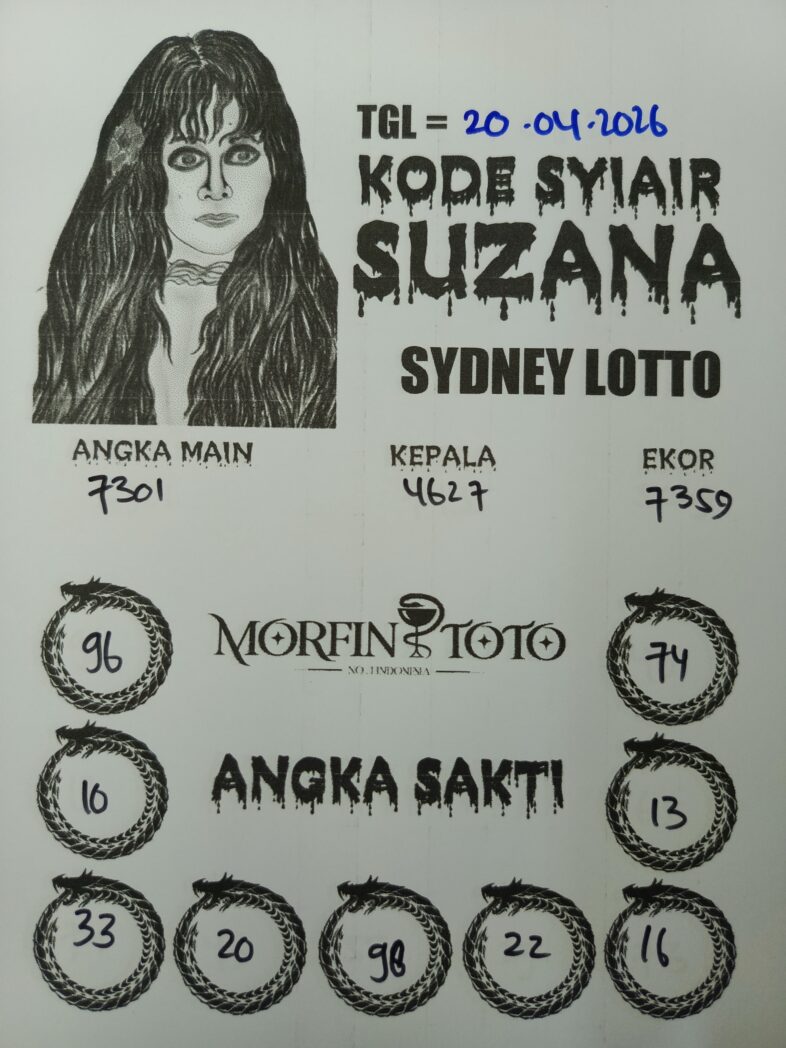 TGL = 20.04.2026
KODE SYIAIR
SUZANA
SYDNEY LOTTO
ANGKA MAIN KEPALA EKOR
7301 4627 7359
96 MORFIN TOTO 74
NO.1 INDONESIA
10 ANGKA SAKTI 13
33 20 98 22 16